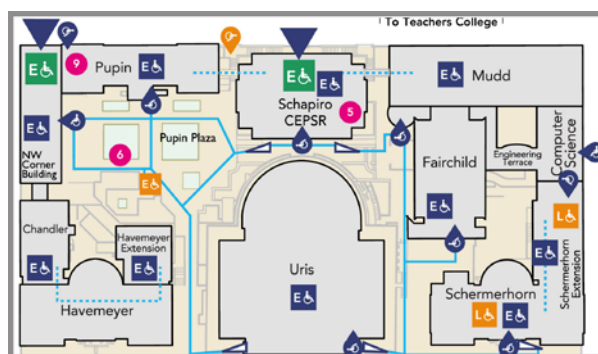 To Teachers College
E
9
Pupin
E
E
E
Schapiro
CEPSR
5
E
Mudd
E
NW
Corner
Building
6
Pupin Plaza
E
Fairchild
E
Engineering
Terrace
Computer
Science
L
Chandler
E
Havemeyer
Extension
E
Havemeyer
Uris
E
E
Schermerhorn
Extension
Schermerhorn
L
E